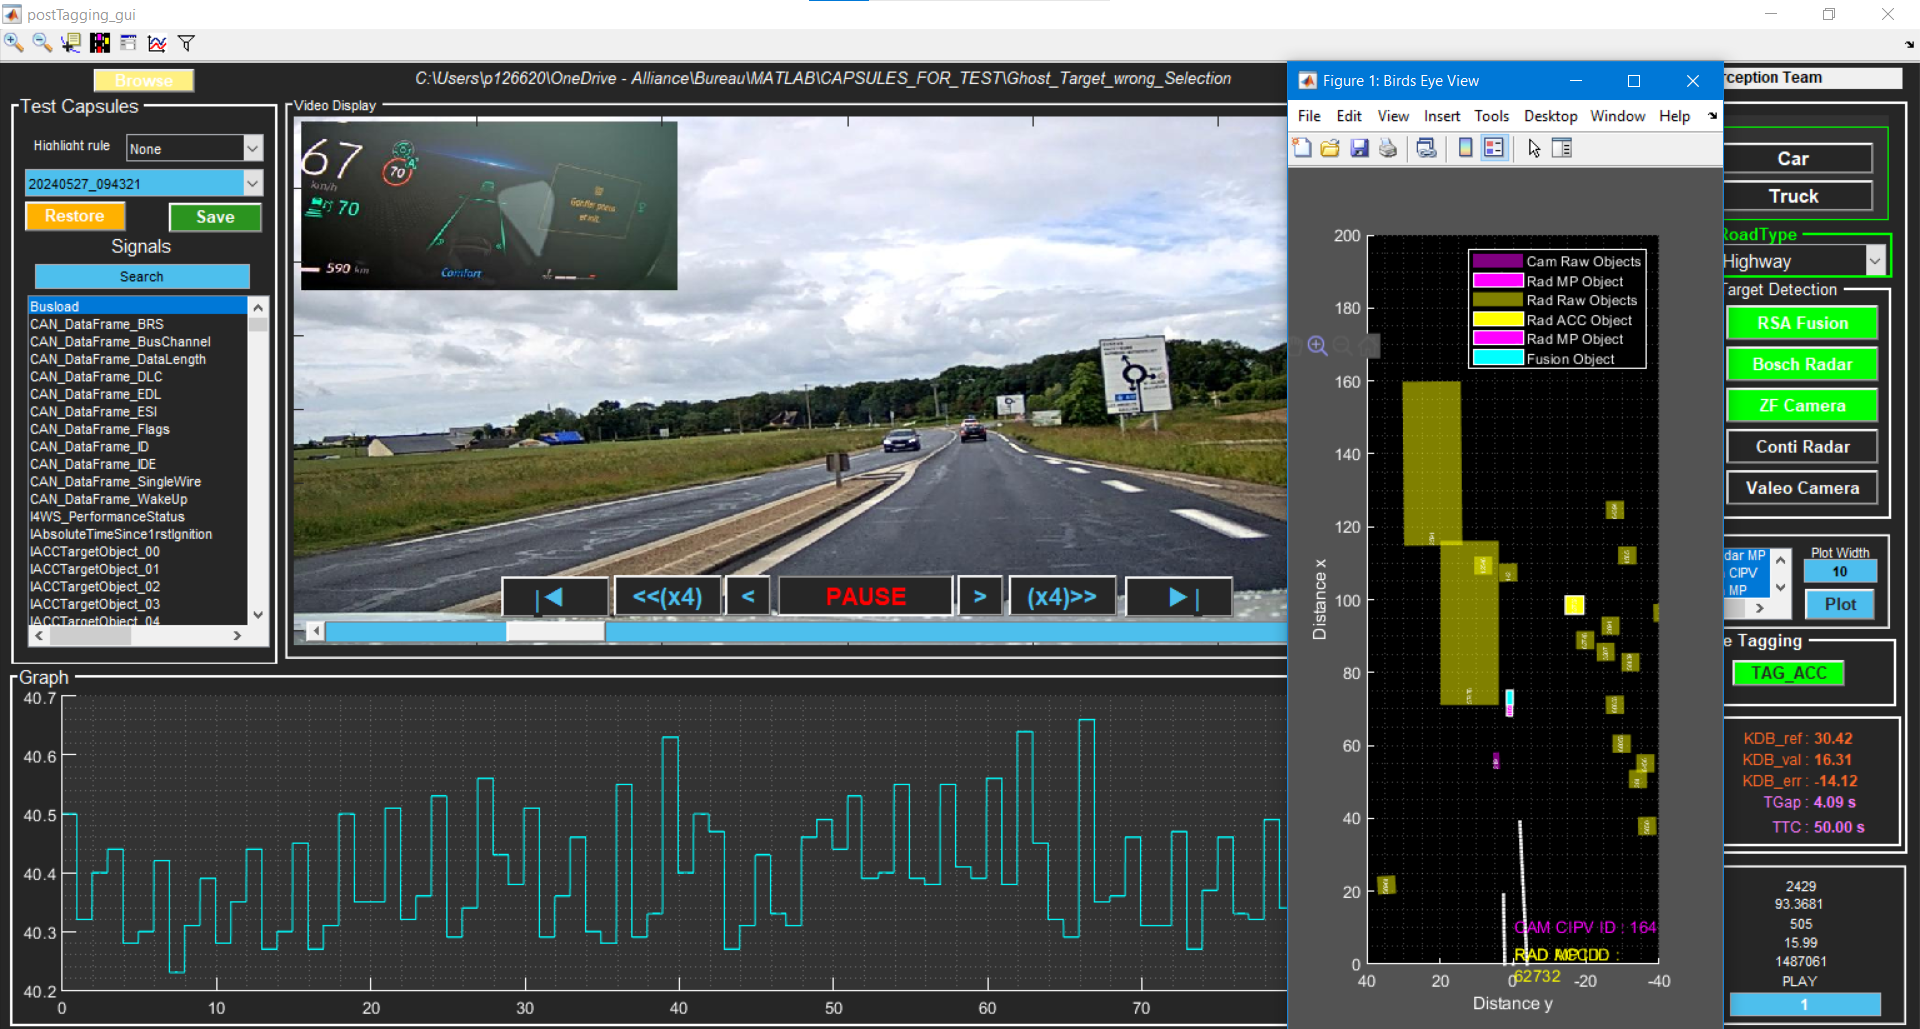 postTagging_gui
Browse
C:\Users\p126620\OneDrive - Alliance\Bureau\MATLAB\CAPSULES_FOR_TEST\Ghost_Target_wrong_Selection
Test Capsules
Highlight rule
None
20240527_094321
Restore
Save
Signals
Search
Busload
CAN_DataFrame_BRS
CAN_DataFrame_BusChannel
CAN_DataFrame_DataLength
CAN_DataFrame_DLC
CAN_DataFrame_EDL
CAN_DataFrame_ESI
CAN_DataFrame_Flags
CAN_DataFrame_ID
CAN_DataFrame_IDE
CAN_DataFrame_SingleWire
CAN_DataFrame_WakeUp
I4WS_PerformanceStatus
IAbsoluteTimeSince1rstIgnition
IACCTargetObject_00
IACCTargetObject_01
IACCTargetObject_02
IACCTargetObject_03
IACCTargetObject_04
Video Display
67
km/h
70
A
70
590 km
Comfort
|◀
<<(x4)
<
PAUSE
>
(x4)>>
▶|
Graph
40.7
40.6
40.5
40.4
40.3
40.2
0
10
20
30
40
50
60
70
Figure 1: Birds Eye View
File Edit View Insert Tools Desktop Window Help
200
180
160
140
120
100
80
60
40
20
0
Distance x
Cam Raw Objects
Rad MP Object
Rad Raw Objects
Rad ACC Object
Rad MP Object
Fusion Object
CAM CIPV ID : 164
62732
40
20
0
-20
-40
Distance y
ception Team
Car
Truck
RoadType
Highway
Target Detection
RSA Fusion
Bosch Radar
ZF Camera
Conti Radar
Valeo Camera
dar MP
CIPV
MP
Plot Width
10
Plot
e Tagging
TAG_ACC
KDB_ref : 30.42
KDB_val : 16.31
KDB_err : -14.12
TGap : 4.09 s
TTC : 50.00 s
2429
93.3681
505
15.99
1487061
PLAY
1